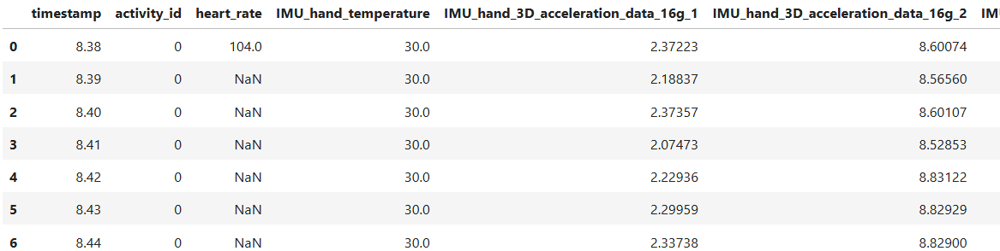 timestamp activity_id heart_rate IMU_hand_temperature IMU_hand_3D_acceleration_data_16g_1 IMU_hand_3D_acceleration_data_16g_2 IMU
0 8.38 0 104.0 30.0 2.37223 8.60074
1 8.39 0 NaN 30.0 2.18837 8.56560
2 8.40 0 NaN 30.0 2.37357 8.60107
3 8.41 0 NaN 30.0 2.07473 8.52853
4 8.42 0 NaN 30.0 2.22936 8.83122
5 8.43 0 NaN 30.0 2.29959 8.82929
6 8.44 0 NaN 30.0 2.33738 8.82900